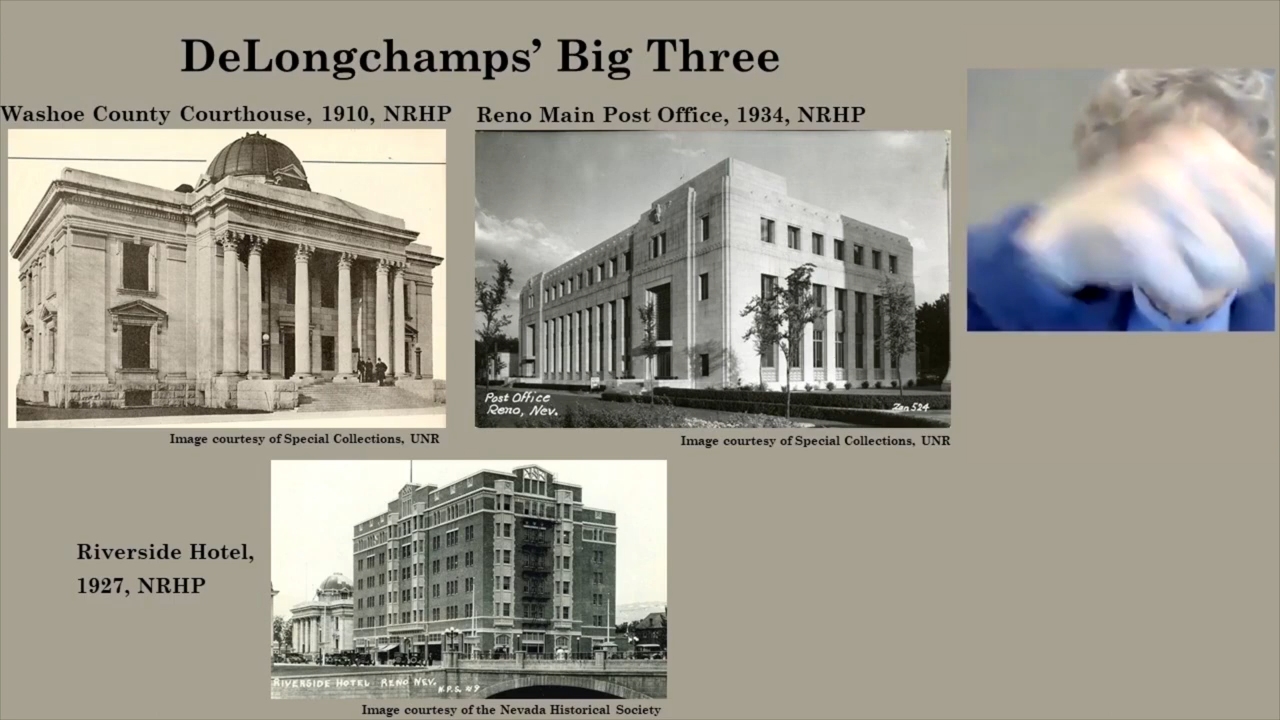 DeLongchamps’ Big Three
Washoe County Courthouse, 1910, NRHP
Reno Main Post Office, 1934, NRHP
Post Office
Reno, Nev.
Zan 524
Image courtesy of Special Collections, UNR
Image courtesy of Special Collections, UNR
Riverside Hotel,
1927, NRHP
RIVERSIDE HOTEL RENO NEV.
Image courtesy of the Nevada Historical Society